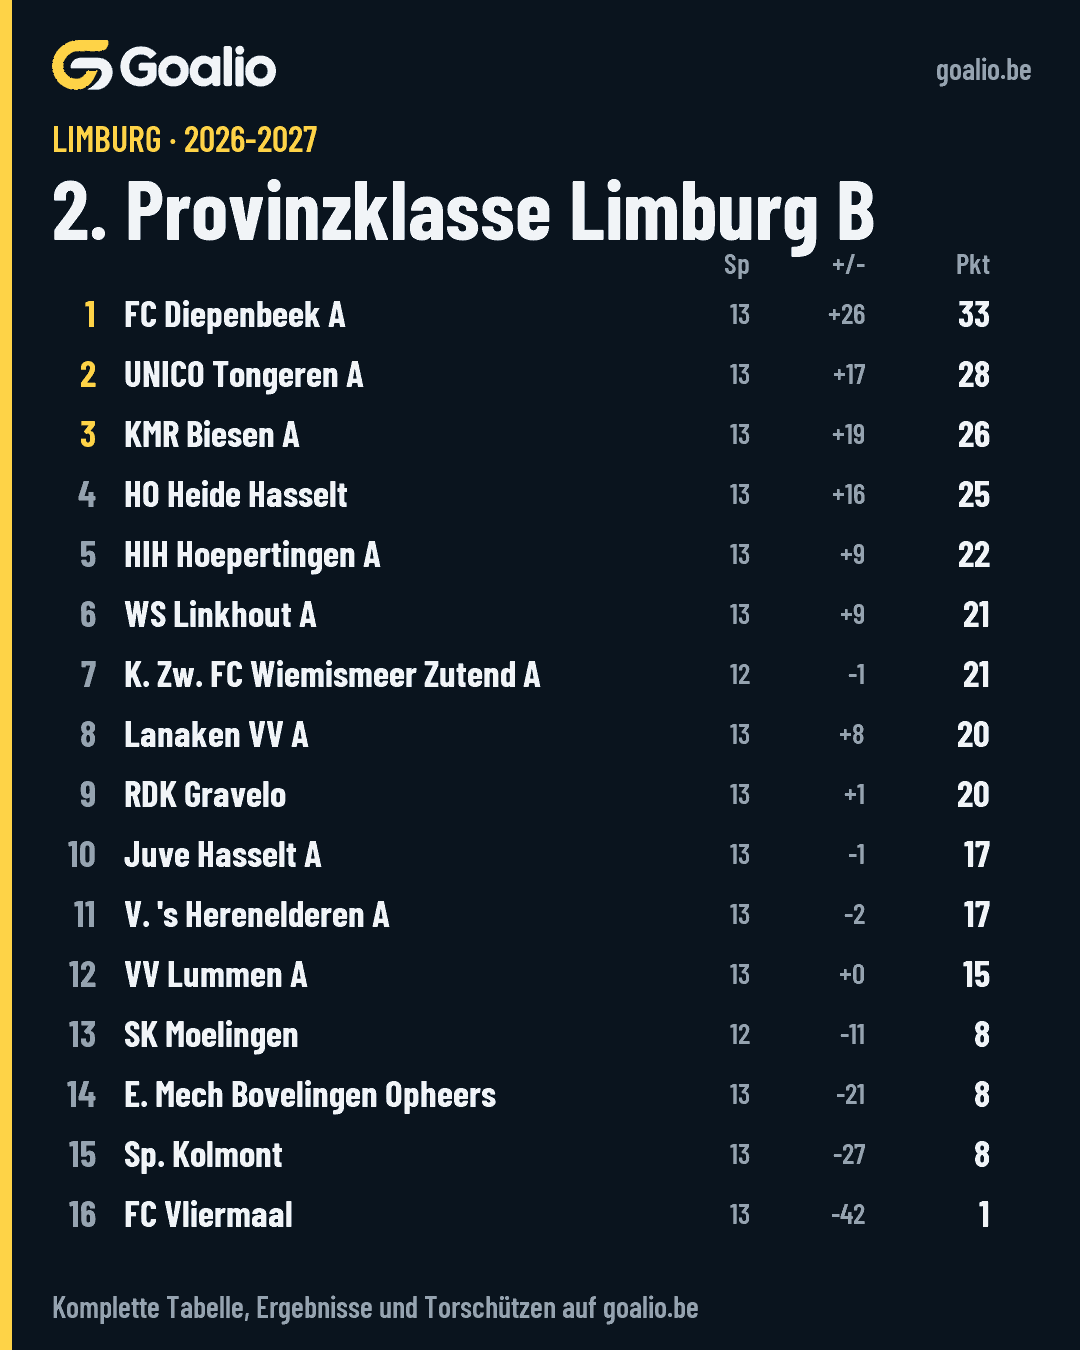 Goalio
goalio.be
LIMBURG · 2026-2027
2. Provinzklasse Limburg B
Sp +/- Pkt
1 FC Diepenbeek A 13 +26 33
2 UNICO Tongeren A 13 +17 28
3 KMR Biesen A 13 +19 26
4 HO Heide Hasselt 13 +16 25
5 HIH Hoepertingen A 13 +9 22
6 WS Linkhout A 13 +9 21
7 K. Zw. FC Wiemismeer Zutend A 12 -1 21
8 Lanaken VV A 13 +8 20
9 RDK Gravelo 13 +1 20
10 Juve Hasselt A 13 -1 17
11 V. 's Herenelderen A 13 -2 17
12 VV Lummen A 13 +0 15
13 SK Moelingen 12 -11 8
14 E. Mech Bovelingen Opheers 13 -21 8
15 Sp. Kolmont 13 -27 8
16 FC Vliermaal 13 -42 1
Komplette Tabelle, Ergebnisse und Torschützen auf goalio.be